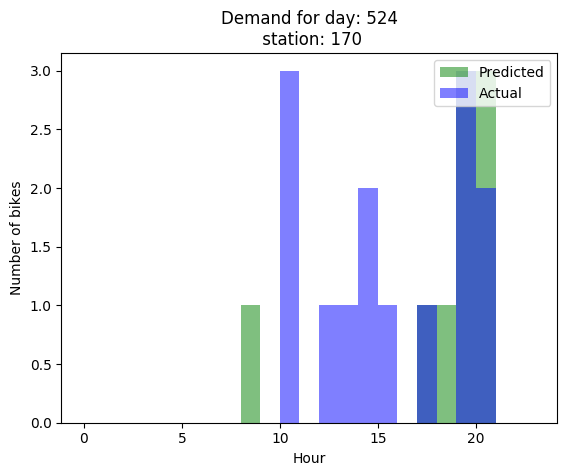 Demand for day: 524
station: 170
Predicted
Actual
3.0
2.5
2.0
1.5
1.0
0.5
0.0
Number of bikes
0
5
10
15
20
Hour